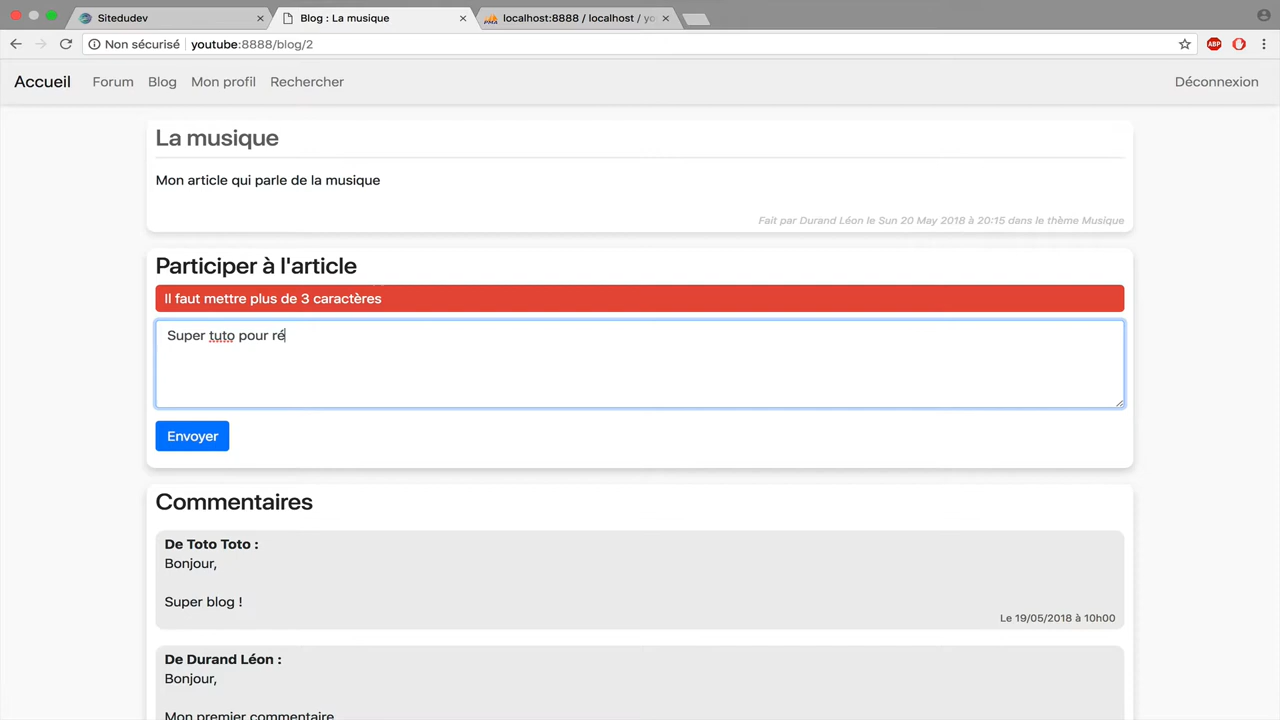 Sitedudev
Blog : La musique
localhost:8888 / localhost / yo
Non sécurisé youtube:8888/blog/2
ABP
Accueil Forum Blog Mon profil Rechercher Déconnexion
La musique
Mon article qui parle de la musique
Fait par Durand Léon le Sun 20 May 2018 à 20:15 dans le thème Musique
Participer à l'article
Il faut mettre plus de 3 caractères
Super tuto pour ré
Envoyer
Commentaires
De Toto Toto :
Bonjour,
Super blog !
Le 19/05/2018 à 10h00
De Durand Léon :
Bonjour,
Mon premier commentaire